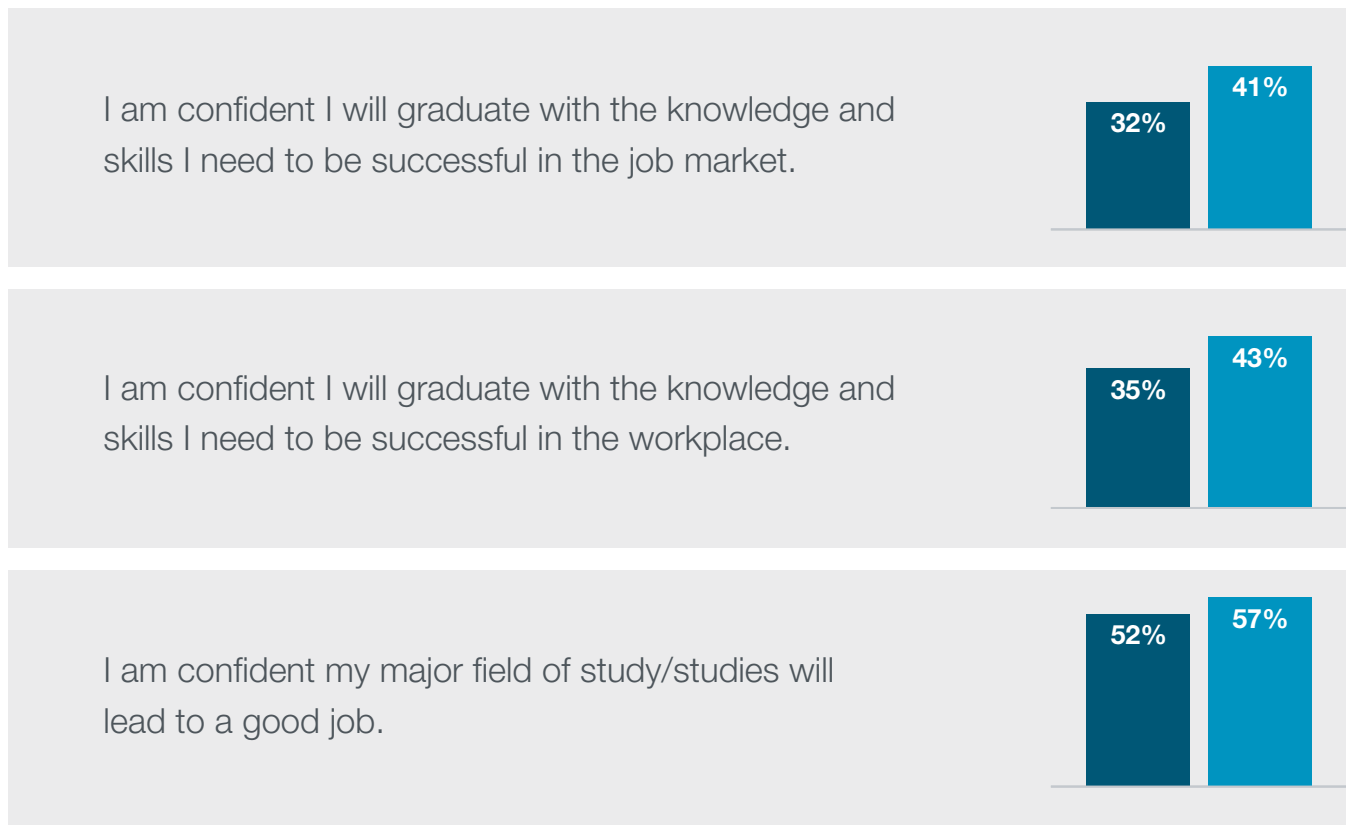 I am confident I will graduate with the knowledge and
skills I need to be successful in the job market.
32%
41%
I am confident I will graduate with the knowledge and
skills I need to be successful in the workplace.
35%
43%
I am confident my major field of study/studies will
lead to a good job.
52%
57%